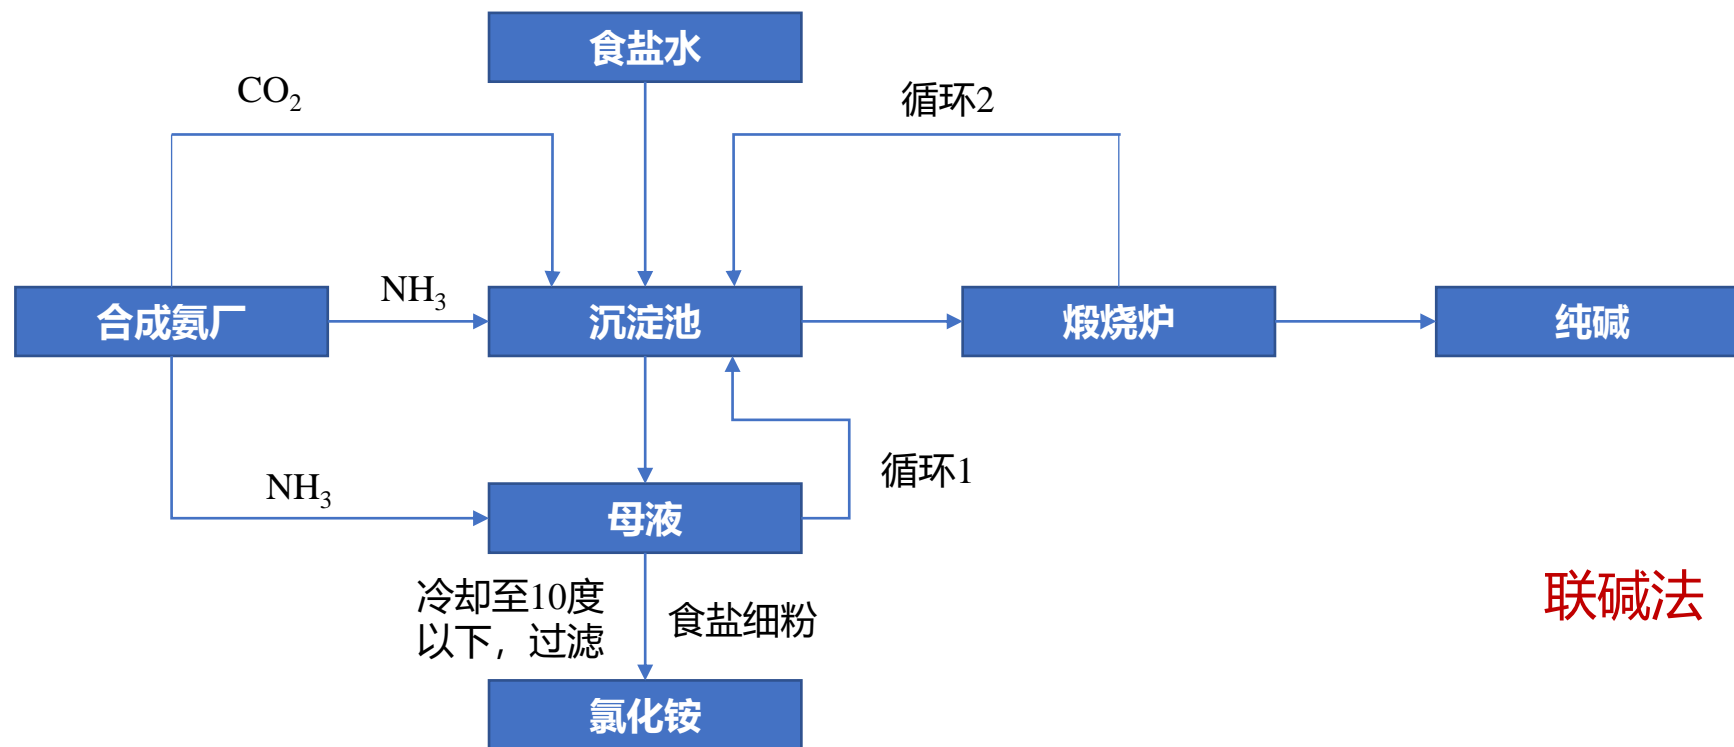 食盐水
CO₂
循环2
合成氨厂
NH₃
沉淀池
煅烧炉
纯碱
NH₃
母液
循环1
冷却至10度
以下，过滤
食盐细粉
联碱法
氯化铵